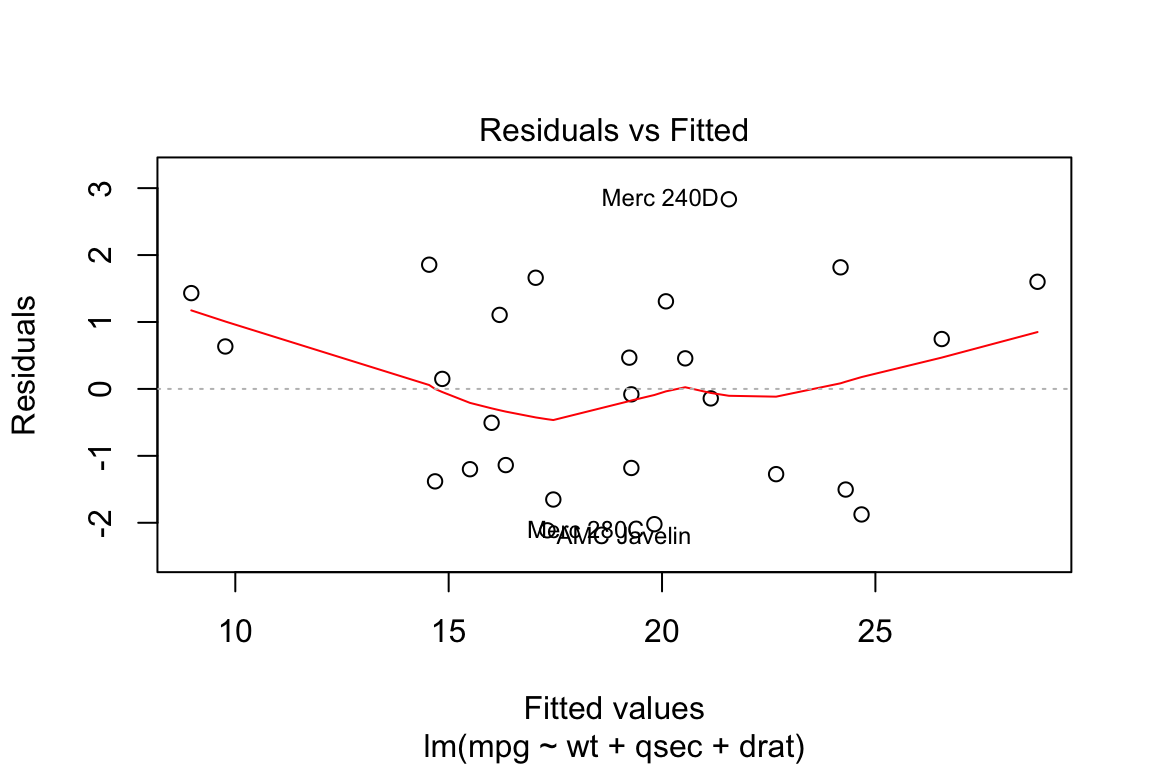 Residuals vs Fitted
Residuals
3
2
1
0
-1
-2
Merc 240D
Merc 280C
AMC Javelin
10 15 20 25
Fitted values
lm(mpg ~ wt + qsec + drat)